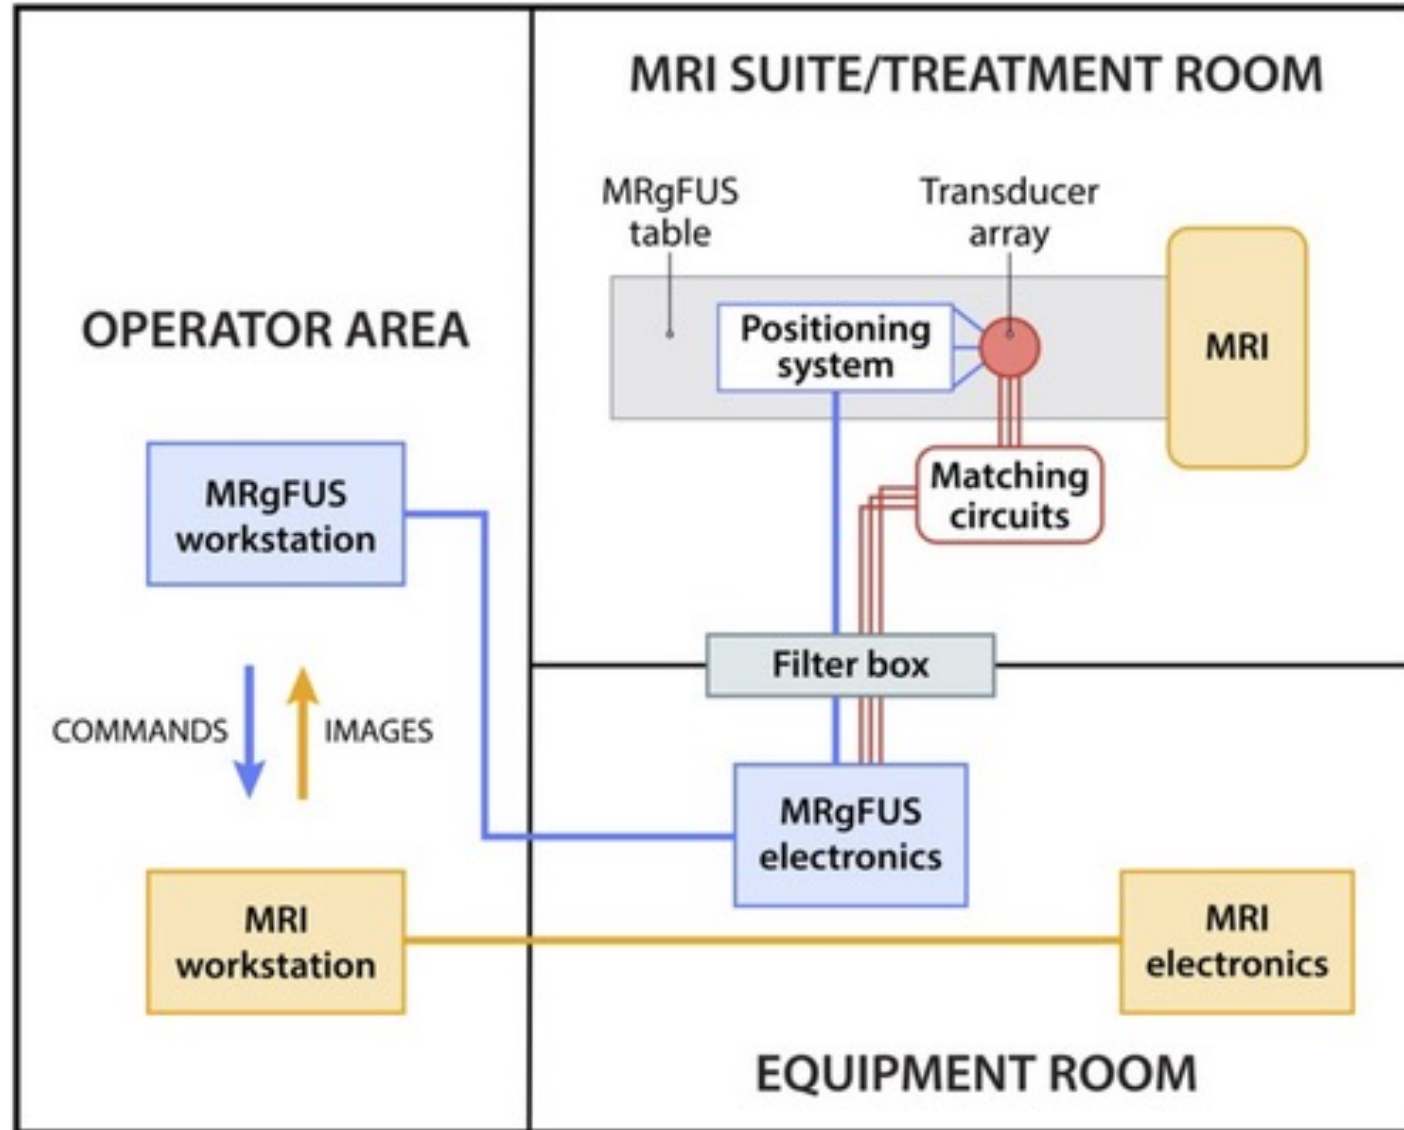 MRI SUITE/TREATMENT ROOM
MRgFUS
table
Transducer
array
Positioning
system
MRI
Matching
circuits
OPERATOR AREA
MRgFUS
workstation
COMMANDS
IMAGES
MRI
workstation
Filter box
MRgFUS
electronics
MRI
electronics
EQUIPMENT ROOM